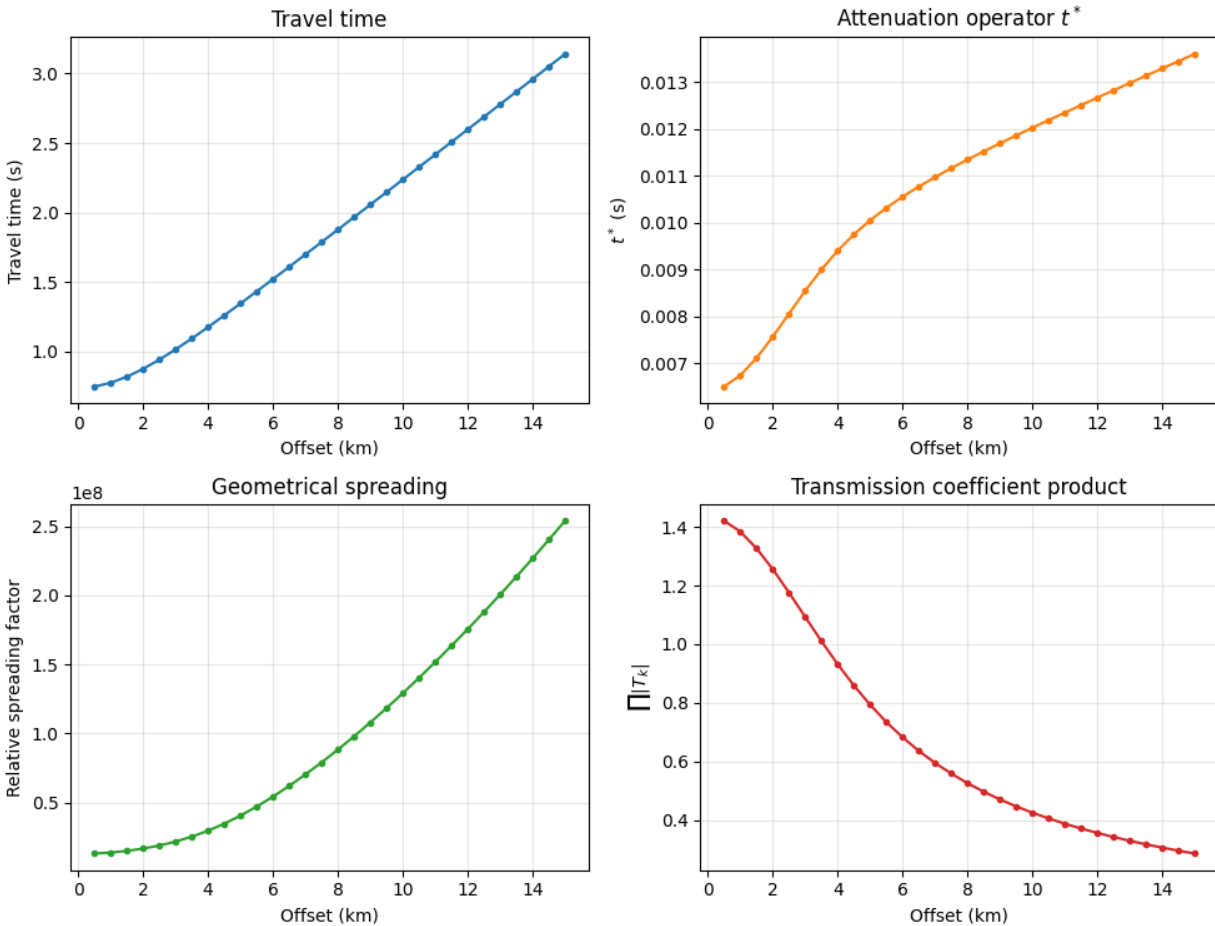 Travel time
Travel time (s)
3.0
2.5
2.0
1.5
1.0
0 2 4 6 8 10 12 14
Offset (km)
Attenuation operator t*
t* (s)
0.013
0.012
0.011
0.010
0.009
0.008
0.007
0 2 4 6 8 10 12 14
Offset (km)
Geometrical spreading
1e8
Relative spreading factor
2.5
2.0
1.5
1.0
0.5
0 2 4 6 8 10 12 14
Offset (km)
Transmission coefficient product
∏|T_k|
1.4
1.2
1.0
0.8
0.6
0.4
0 2 4 6 8 10 12 14
Offset (km)